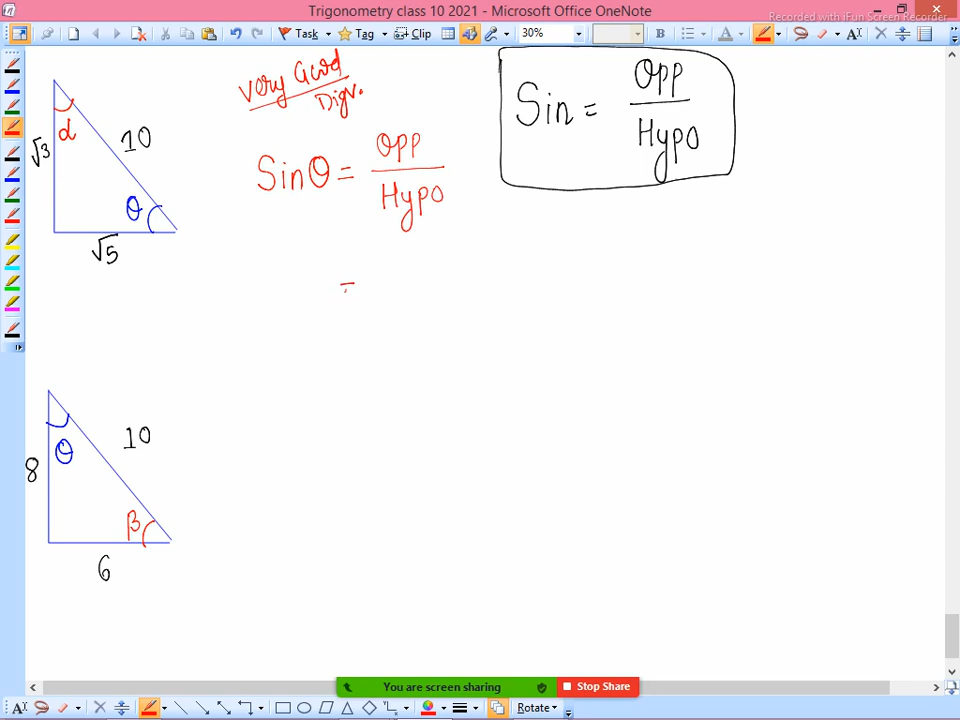 Trigonometry class 10 2021 - Microsoft Office OneNote
Recorded with iFun Screen Recorder
Task
Tag
Clip
30%
B
A
Very Good
Sinθ = Opp / Hypo
=
Sin = Opp / Hypo
α
10
√3
θ
√5
θ
10
8
β
6
You are screen sharing
Stop Share
Rotate